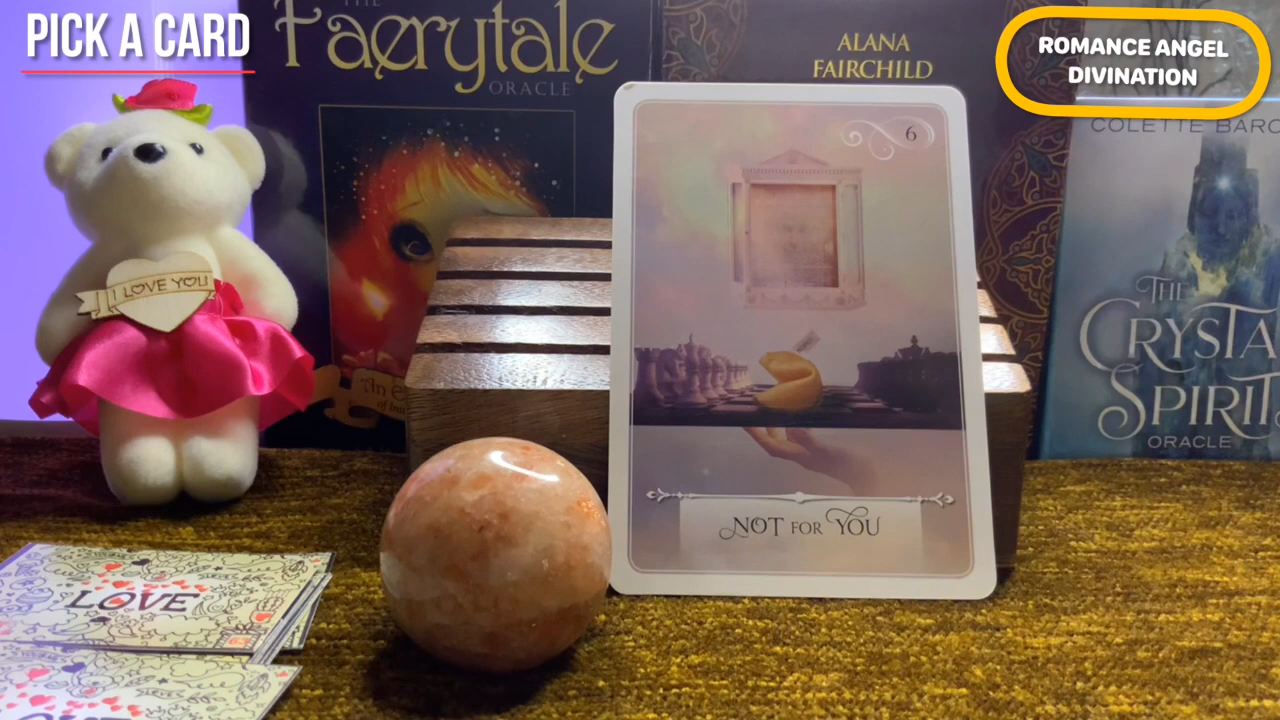 PICK A CARD
ROMANCE ANGEL
DIVINATION
THE
Faerytale
ORACLE
ALANA
FAIRCHILD
COLETTE BARO
6
I LOVE YOU
THE
CRYSTA
SPIRIT
ORACLE
An
NOT FOR YOU
LOVE